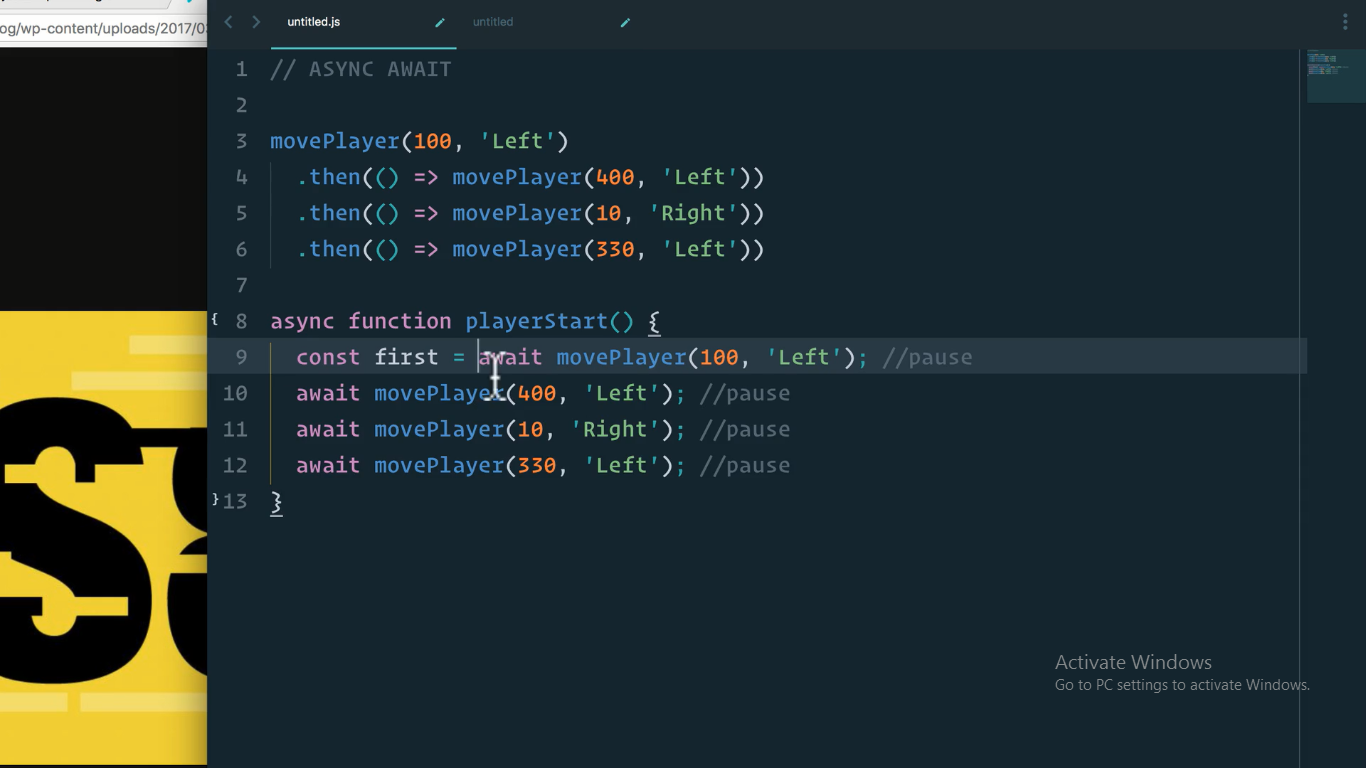 og/wp-content/uploads/2017/03
untitled.js
untitled
1 // ASYNC AWAIT
2
3 movePlayer(100, 'Left')
4 .then(() => movePlayer(400, 'Left'))
5 .then(() => movePlayer(10, 'Right'))
6 .then(() => movePlayer(330, 'Left'))
7
{ 8 async function playerStart() {
9 const first = await movePlayer(100, 'Left'); //pause
10 await movePlayer(400, 'Left'); //pause
11 await movePlayer(10, 'Right'); //pause
12 await movePlayer(330, 'Left'); //pause
} 13 }
Activate Windows
Go to PC settings to activate Windows.